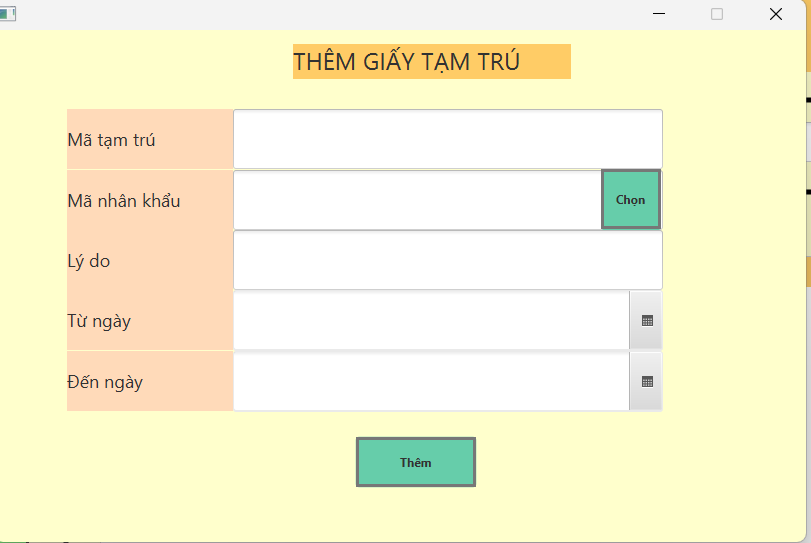 THÊM GIẤY TẠM TRÚ
Mã tạm trú
Mã nhân khẩu
Chọn
Lý do
Từ ngày
Đến ngày
Thêm